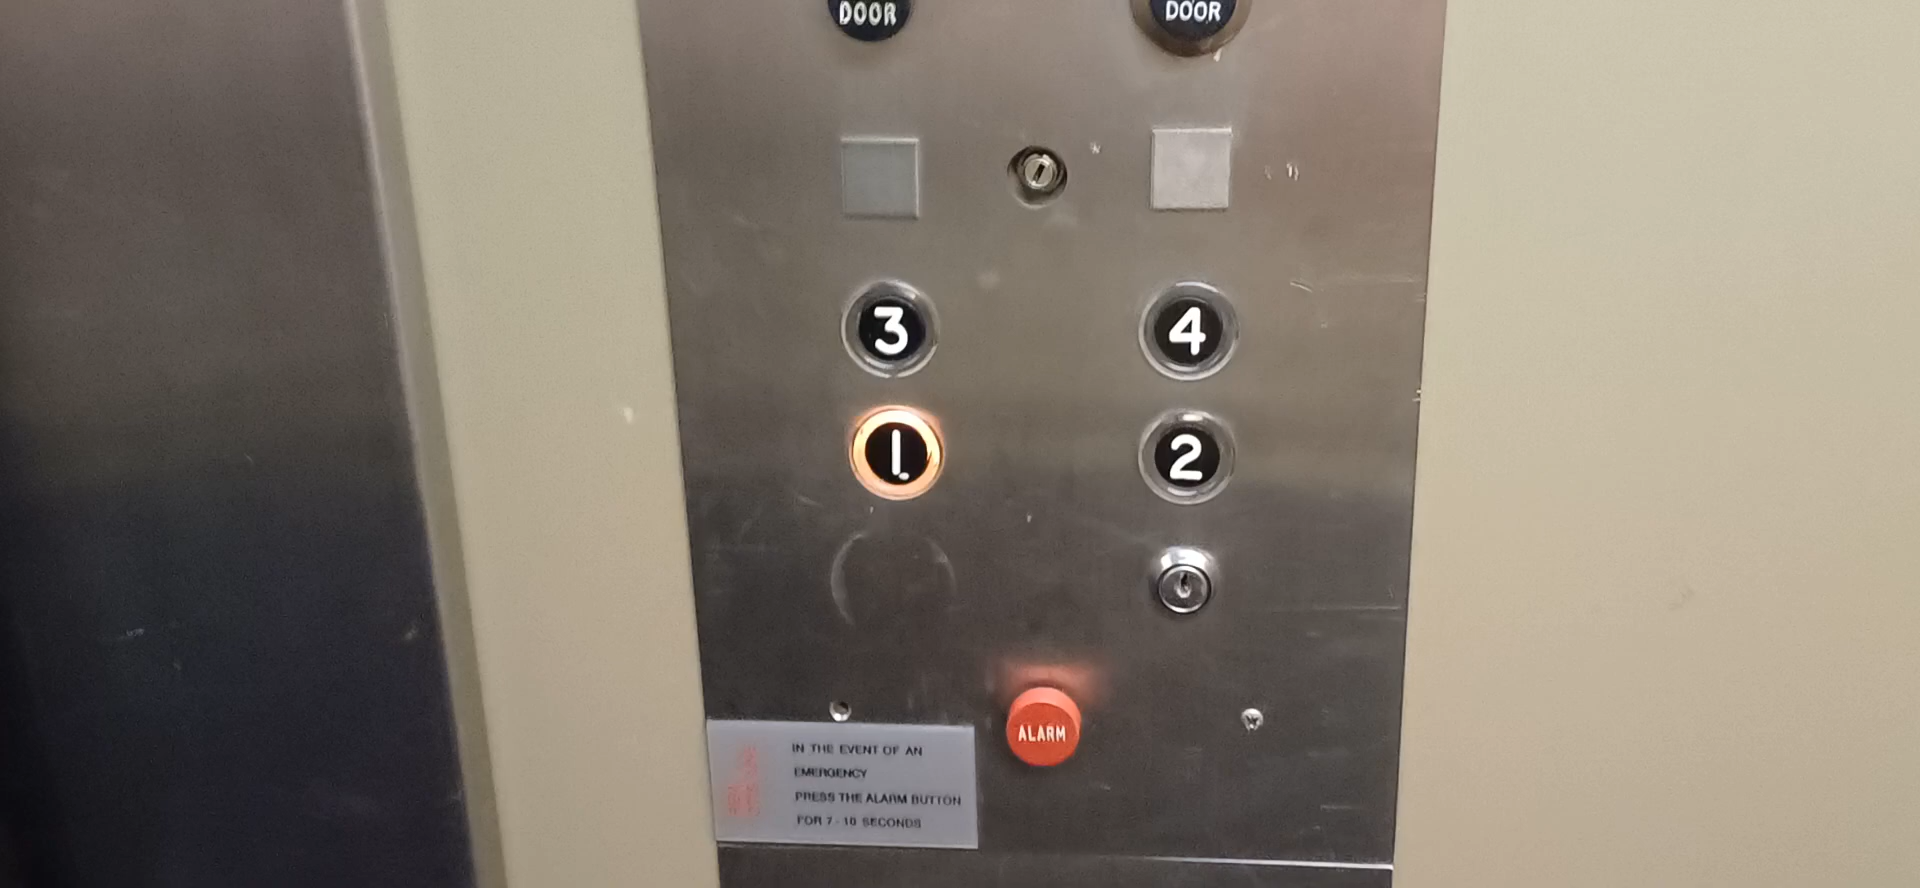 DOOR DOOR
3 4
1 2
ALARM
IN THE EVENT OF AN
EMERGENCY
PRESS THE ALARM BUTTON
FOR 7 - 10 SECONDS